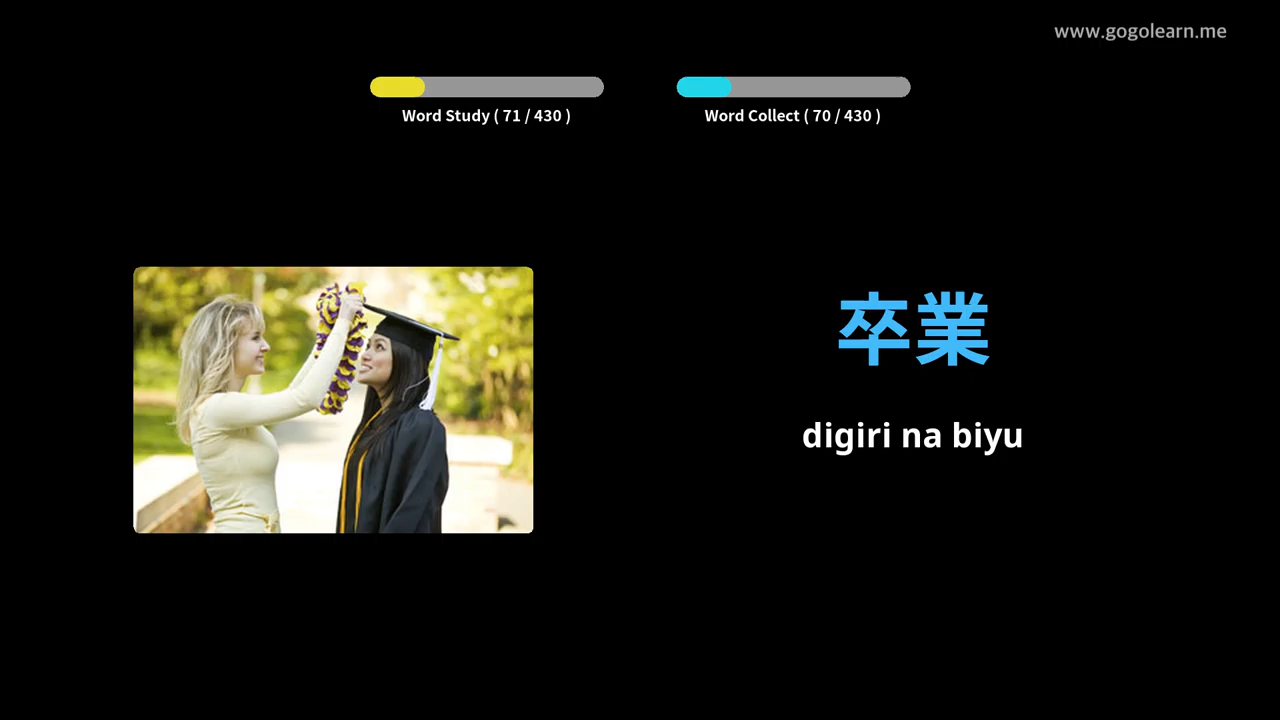 www.gogolearn.me
Word Study ( 71 / 430 )
Word Collect ( 70 / 430 )
卒業
digiri na biyu